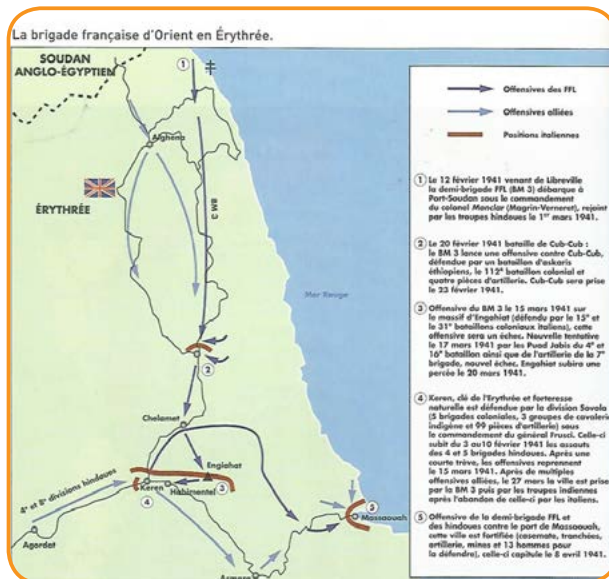 La brigade française d'Orient en Érythrée.
SOUDAN
ANGLO-ÉGYPTIEN
1
Alghena
ÉRYTHRÉE
BM 3
Mer Rouge
2
Chelamet
Engiahat
4e et 8e divisions hindoues
Keren
Habimentel
3
4
5
Massaouah
Agordat
Asmara
Offensives des FFL
Offensives alliées
Positions italiennes
1 Le 12 février 1941 venant de Libreville
la demi-brigade FFL (BM 3) débarque à
Port-Soudan sous le commandement
du colonel Monclar (Magrin-Verneret), rejoint
par les troupes hindoues le 1er mars 1941.
2 Le 20 février 1941 bataille de Cub-Cub :
le BM 3 lance une offensive contre Cub-Cub,
défendue par un bataillon d'askaris
éthiopiens, le 112e bataillon colonial et
quatre pièces d'artillerie. Cub-Cub sera prise
le 23 février 1941.
3 Offensive du BM 3 le 15 mars 1941 sur
le massif d'Engahiat (défendu par le 15e et
le 31e bataillons coloniaux italiens), cette
offensive sera un échec. Nouvelle tentative
le 17 mars 1941 par les Puad Jabis du 4e et
16e bataillon ainsi que de l'artillerie de la 7e
brigade, nouvel échec. Engahiat subira une
percée le 20 mars 1941.
4 Keren, clé de l'Erythrée et forteresse
naturelle est défendue par la division Savola
(5 brigades coloniales, 3 groupes de cavalerie
indigène et 99 pièces d'artillerie) sous
le commandement du général Frusci. Celle-ci
subit du 3 au10 février 1941 les assauts
des 4 et 5 brigades hindoues. Après une
courte trève, les offensives reprennent
le 15 mars 1941. Après de multiples
offensives alliées, le 27 mars la ville est prise
par la BM 3 puis par les troupes indiennes
après l'abandon de celle-ci par les italiens.
5 Offensive de la demi-brigade FFL et
des hindoues contre le port de Massaouah,
cette ville est fortifiée (casemate, tranchées,
artillerie, mines et 13 hommes pour
la défendre), celle-ci capitule le 8 avril 1941.